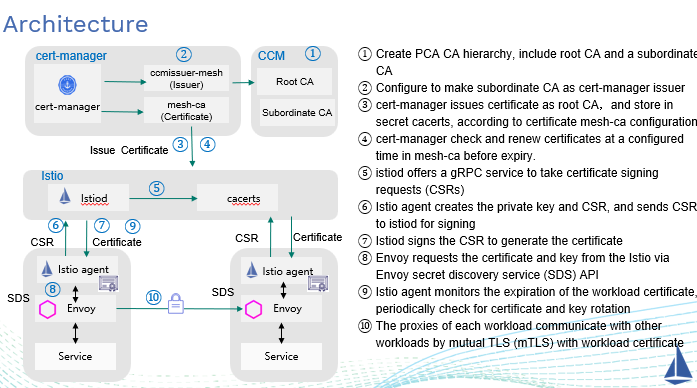 Architecture
cert-manager
②
CCM
①
ccmissuer-mesh
(Issuer)
Root CA
cert-manager
mesh-ca
(Certificate)
Subordinate CA
Issue Certificate
③
④
Istio
Istiod
⑤
cacerts
⑥
⑦
⑨
CSR
Certificate
CSR
Certificate
Istio agent
Istio agent
SDS
⑧
⑩
SDS
Envoy
Envoy
Service
Service
① Create PCA CA hierarchy, include root CA and a subordinate
CA
② Configure to make subordinate CA as cert-manager issuer
③ cert-manager issues certificate as root CA, and store in
secret cacerts, according to certificate mesh-ca configuration
④ cert-manager check and renew certificates at a configured
time in mesh-ca before expiry.
⑤ istiod offers a gRPC service to take certificate signing
requests (CSRs)
⑥ Istio agent creates the private key and CSR, and sends CSR
to istiod for signing
⑦ Istiod signs the CSR to generate the certificate
⑧ Envoy requests the certificate and key from the Istio via
Envoy secret discovery service (SDS) API
⑨ Istio agent monitors the expiration of the workload certificate,
periodically check for certificate and key rotation
⑩ The proxies of each workload communicate with other
workloads by mutual TLS (mTLS) with workload certificate